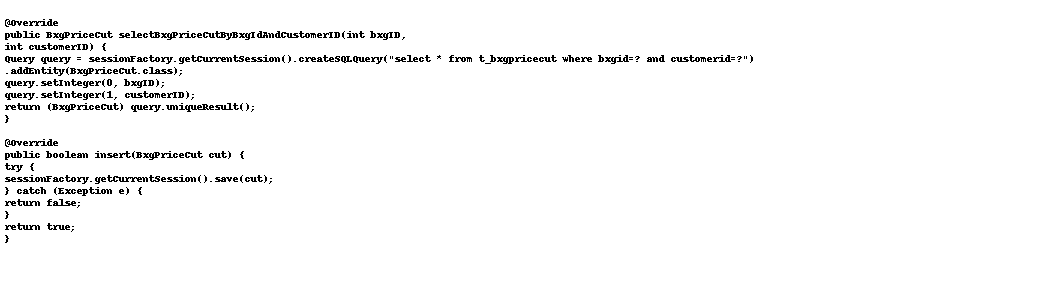 @Override
public BxgPriceCut selectBxgPriceCutByBxgIdAndCustomerID(int bxgID,
int customerID) {
Query query = sessionFactory.getCurrentSession().createSQLQuery("select * from t_bxgpricecut where bxgid=? and customerid=?")
.addEntity(BxgPriceCut.class);
query.setInteger(0, bxgID);
query.setInteger(1, customerID);
return (BxgPriceCut) query.uniqueResult();
}
@Override
public boolean insert(BxgPriceCut cut) {
try {
sessionFactory.getCurrentSession().save(cut);
} catch (Exception e) {
return false;
}
return true;
}